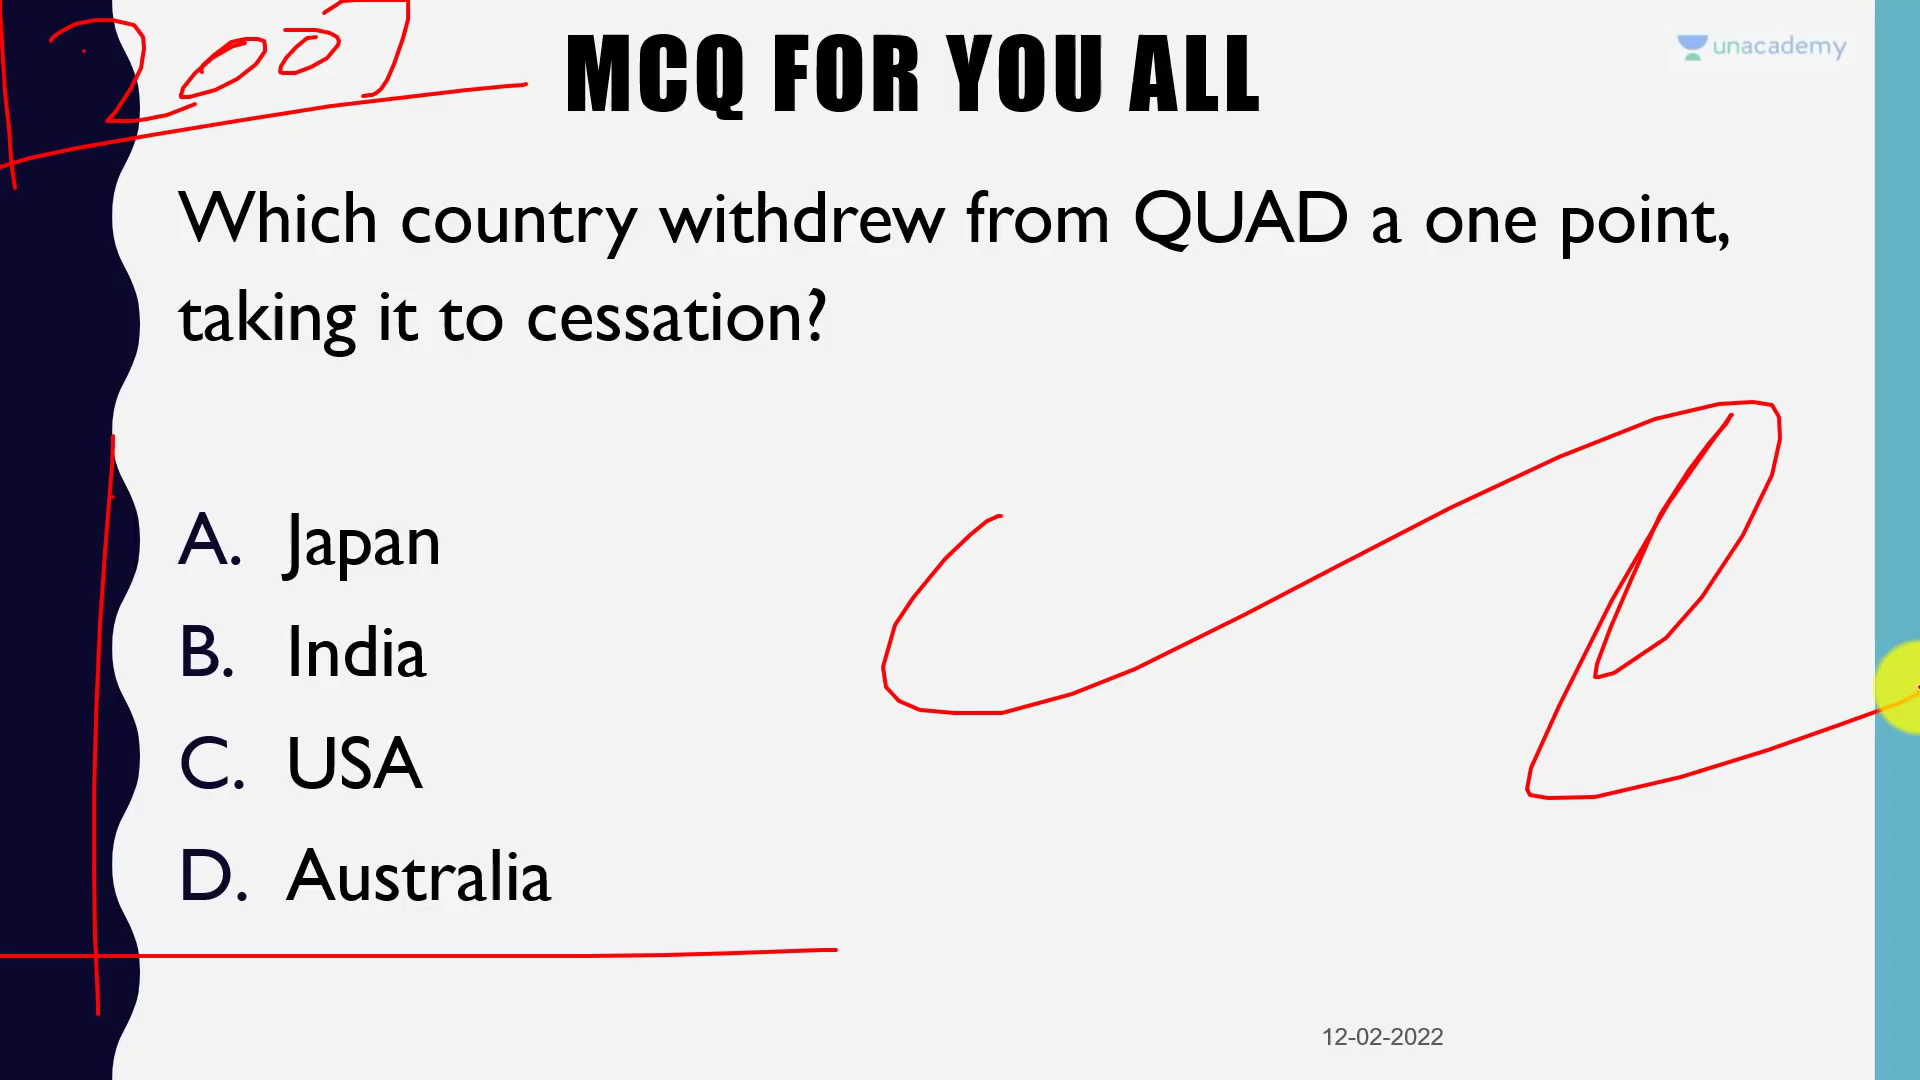 2007
MCQ FOR YOU ALL
unacademy
Which country withdrew from QUAD a one point,
taking it to cessation?
A. Japan
B. India
C. USA
D. Australia
12-02-2022